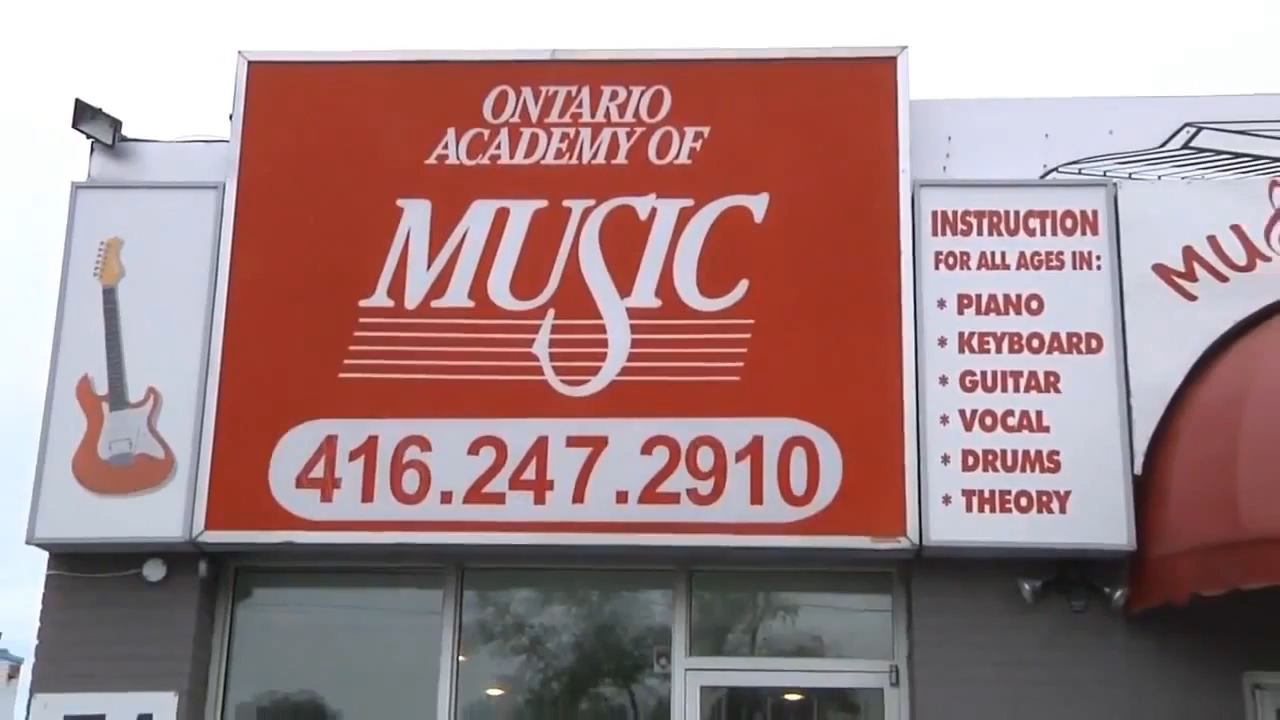 ONTARIO
ACADEMY OF
MUSIC
416.247.2910
INSTRUCTION
FOR ALL AGES IN:
* PIANO
* KEYBOARD
* GUITAR
* VOCAL
* DRUMS
* THEORY